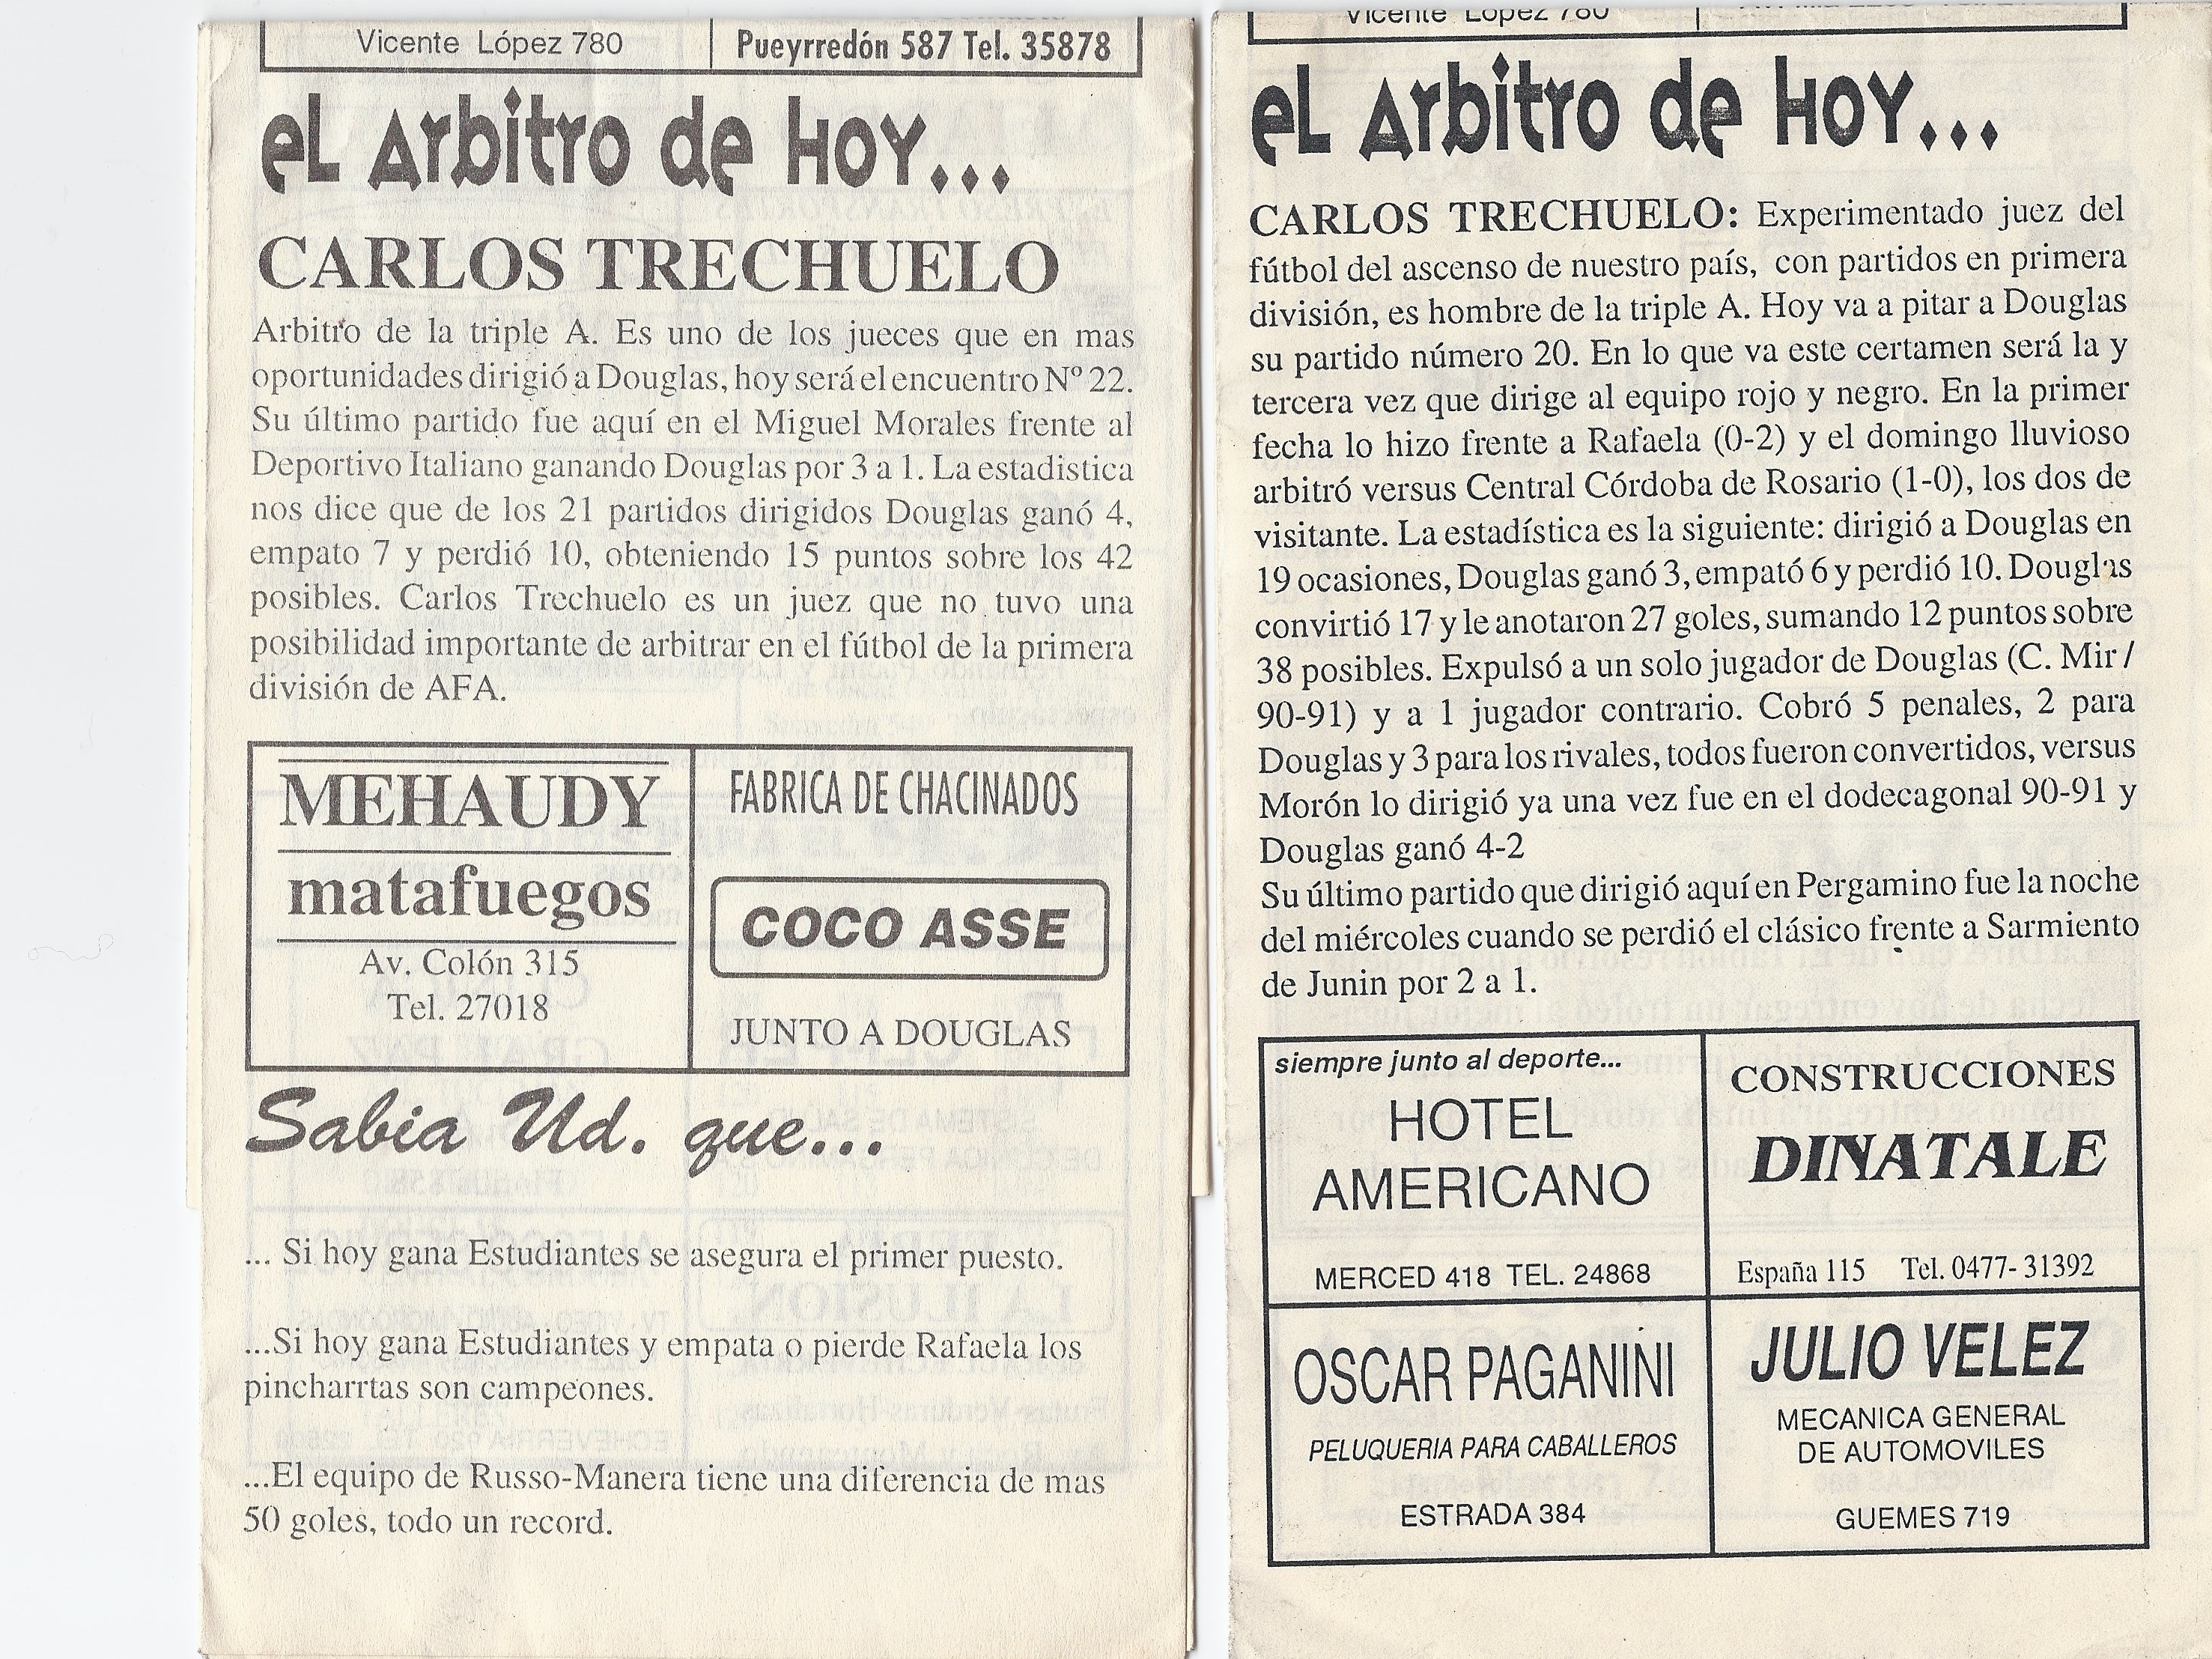 Vicente López 780
Pueyrredón 587 Tel. 35878
eL Arbitro de HOY...
CARLOS TRECHUELO
Arbitro de la triple A. Es uno de los jueces que en mas
oportunidades dirigió a Douglas, hoy será el encuentro Nº 22.
Su último partido fue aquí en el Miguel Morales frente al
Deportivo Italiano ganando Douglas por 3 a 1. La estadistica
nos dice que de los 21 partidos dirigidos Douglas ganó 4,
empato 7 y perdió 10, obteniendo 15 puntos sobre los 42
posibles. Carlos Trechuelo es un juez que no tuvo una
posibilidad importante de arbitrar en el fútbol de la primera
división de AFA.
MEHAUDY
matafuegos
Av. Colón 315
Tel. 27018
FABRICA DE CHACINADOS
COCO ASSE
JUNTO A DOUGLAS
Sabia Ud. que...
... Si hoy gana Estudiantes se asegura el primer puesto.
...Si hoy gana Estudiantes y empata o pierde Rafaela los
pincharrtas son campeones.
...El equipo de Russo-Manera tiene una diferencia de mas
50 goles, todo un record.
Vicente López 780
eL Arbitro de HOY...
CARLOS TRECHUELO: Experimentado juez del
fútbol del ascenso de nuestro país, con partidos en primera
división, es hombre de la triple A. Hoy va a pitar a Douglas
su partido número 20. En lo que va este certamen será la y
tercera vez que dirige al equipo rojo y negro. En la primer
fecha lo hizo frente a Rafaela (0-2) y el domingo lluvioso
arbitró versus Central Córdoba de Rosario (1-0), los dos de
visitante. La estadística es la siguiente: dirigió a Douglas en
19 ocasiones, Douglas ganó 3, empató 6 y perdió 10. Douglas
convirtió 17 y le anotaron 27 goles, sumando 12 puntos sobre
38 posibles. Expulsó a un solo jugador de Douglas (C. Mir /
90-91) y a 1 jugador contrario. Cobró 5 penales, 2 para
Douglas y 3 para los rivales, todos fueron convertidos, versus
Morón lo dirigió ya una vez fue en el dodecagonal 90-91 y
Douglas ganó 4-2
Su último partido que dirigió aquí en Pergamino fue la noche
del miércoles cuando se perdió el clásico frente a Sarmiento
de Junin por 2 a 1.
siempre junto al deporte...
HOTEL
AMERICANO
MERCED 418 TEL. 24868
CONSTRUCCIONES
DINATALE
España 115 Tel. 0477- 31392
OSCAR PAGANINI
PELUQUERIA PARA CABALLEROS
ESTRADA 384
JULIO VELEZ
MECANICA GENERAL
DE AUTOMOVILES
GUEMES 719